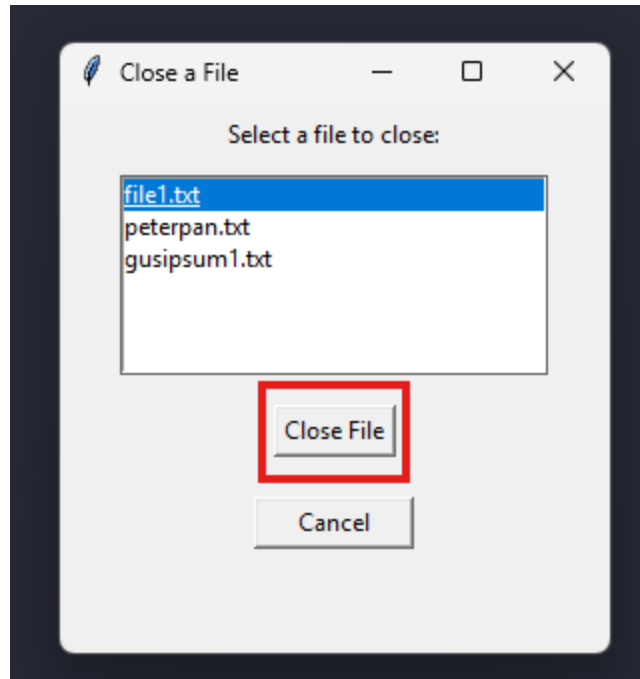 Close a File
Select a file to close:
file1.txt
peterpan.txt
gusipsum1.txt
Close File
Cancel